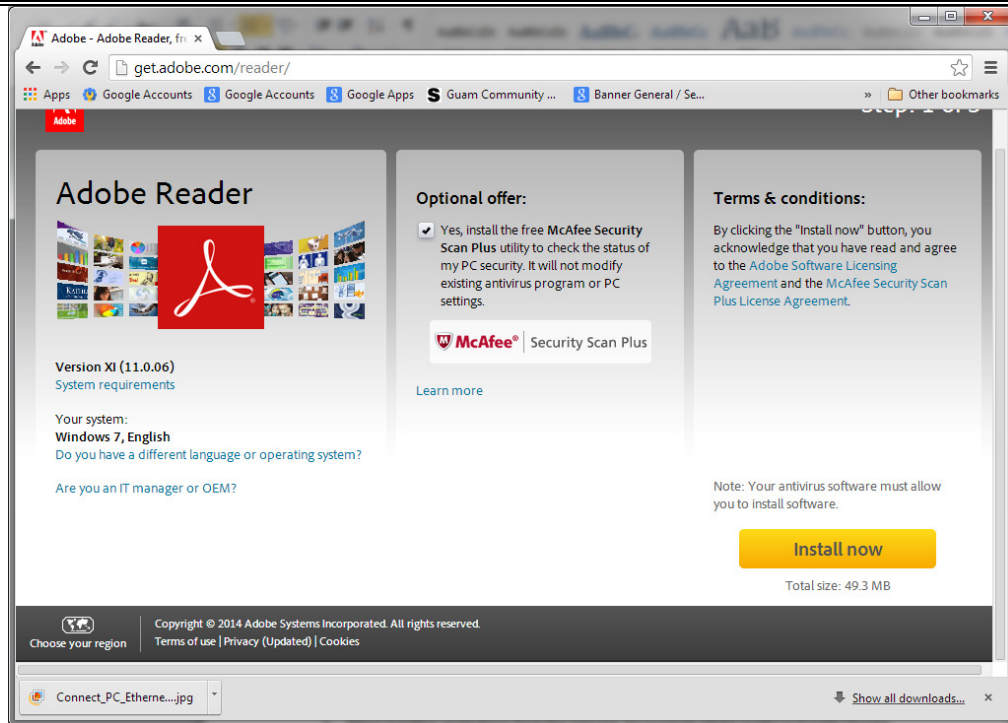 Adobe - Adobe Reader, fr
get.adobe.com/reader/
Apps Google Accounts Google Accounts Google Apps Guam Community ... Banner General / Se... » Other bookmarks
Adobe
Step: 1 of 3
Adobe Reader
Version XI (11.0.06)
System requirements
Your system:
Windows 7, English
Do you have a different language or operating system?
Are you an IT manager or OEM?
Optional offer:
Yes, install the free McAfee Security
Scan Plus utility to check the status of
my PC security. It will not modify
existing antivirus program or PC
settings.
McAfee® Security Scan Plus
Learn more
Terms & conditions:
By clicking the "Install now" button, you
acknowledge that you have read and agree
to the Adobe Software Licensing
Agreement and the McAfee Security Scan
Plus License Agreement.
Note: Your antivirus software must allow
you to install software.
Install now
Total size: 49.3 MB
Choose your region
Copyright © 2014 Adobe Systems Incorporated. All rights reserved.
Terms of use | Privacy (Updated) | Cookies
Connect_PC_Etherne....jpg
Show all downloads...